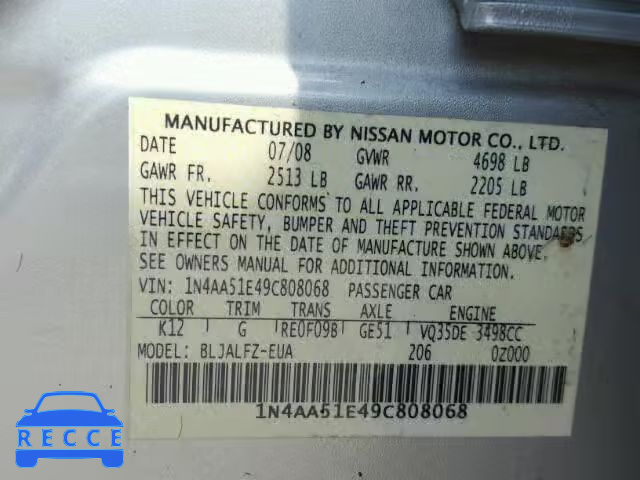 MANUFACTURED BY NISSAN MOTOR CO., LTD.
DATE 07/08 GVWR 4698 LB
GAWR FR. 2513 LB GAWR RR. 2205 LB
THIS VEHICLE CONFORMS TO ALL APPLICABLE FEDERAL MOTOR
VEHICLE SAFETY, BUMPER AND THEFT PREVENTION STANDARDS
IN EFFECT ON THE DATE OF MANUFACTURE SHOWN ABOVE.
SEE OWNERS MANUAL FOR ADDITIONAL INFORMATION.
VIN: 1N4AA51E49C808068 PASSENGER CAR
COLOR TRIM TRANS AXLE ENGINE
K12 G RE0F09B GE51 VQ35DE 3498CC
MODEL: BLJALFZ-EUA 206 0Z000
1N4AA51E49C808068
RECCE